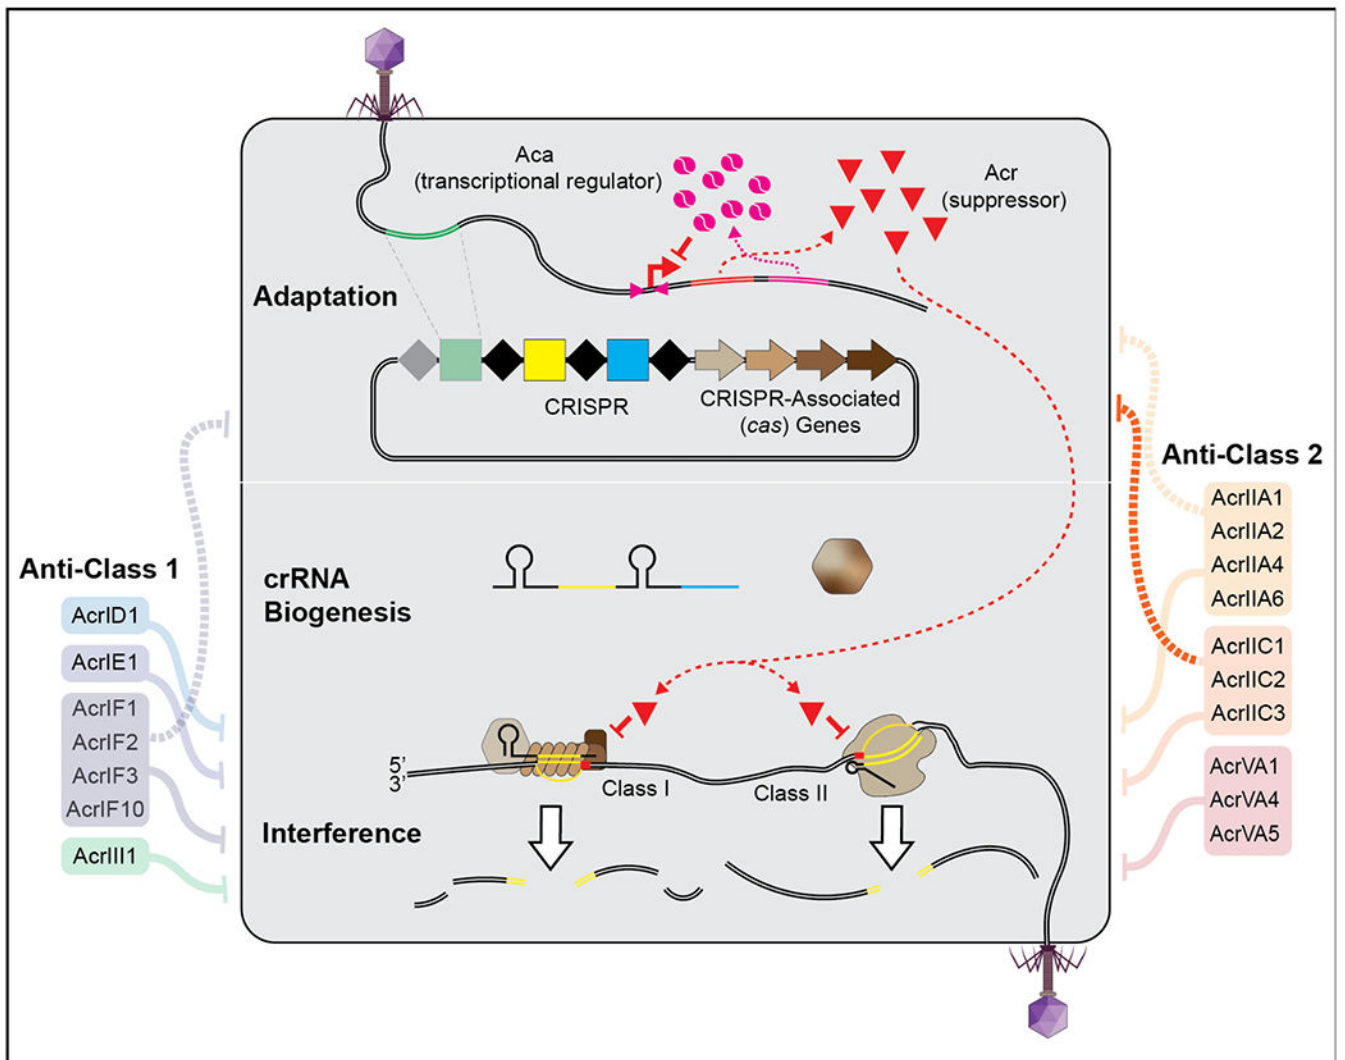 Aca
(transcriptional regulator)
Acr
(suppressor)
Adaptation
CRISPR
CRISPR-Associated
(cas) Genes
Anti-Class 1
AcrID1
AcrIE1
AcrIF1
AcrIF2
AcrIF3
AcrIF10
AcrIII1
Anti-Class 2
AcrIIA1
AcrIIA2
AcrIIA4
AcrIIA6
AcrIIC1
AcrIIC2
AcrIIC3
AcrVA1
AcrVA4
AcrVA5
crRNA
Biogenesis
5’
3’
Class I
Class II
Interference